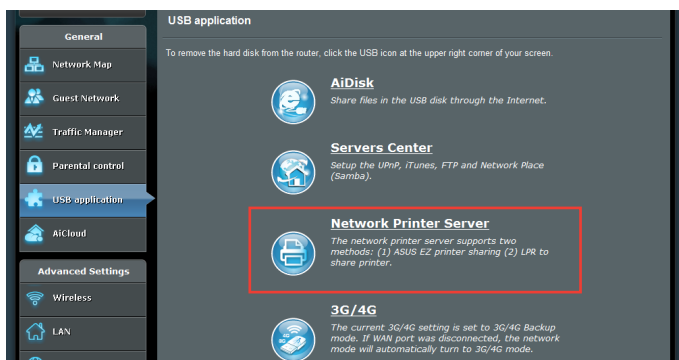 USB application
General
To remove the hard disk from the router, click the USB icon at the upper right corner of your screen.
Network Map
Guest Network
Traffic Manager
Parental control
USB application
AiCloud
Advanced Settings
Wireless
LAN
AiDisk
Share files in the USB disk through the Internet.
Servers Center
Setup the UPnP, iTunes, FTP and Network Place
(Samba).
Network Printer Server
The network printer server supports two
methods: (1) ASUS EZ printer sharing (2) LPR to
share printer.
3G/4G
The current 3G/4G setting is set to 3G/4G Backup
mode. If WAN port was disconnected, the network
mode will automatically turn to 3G/4G mode.